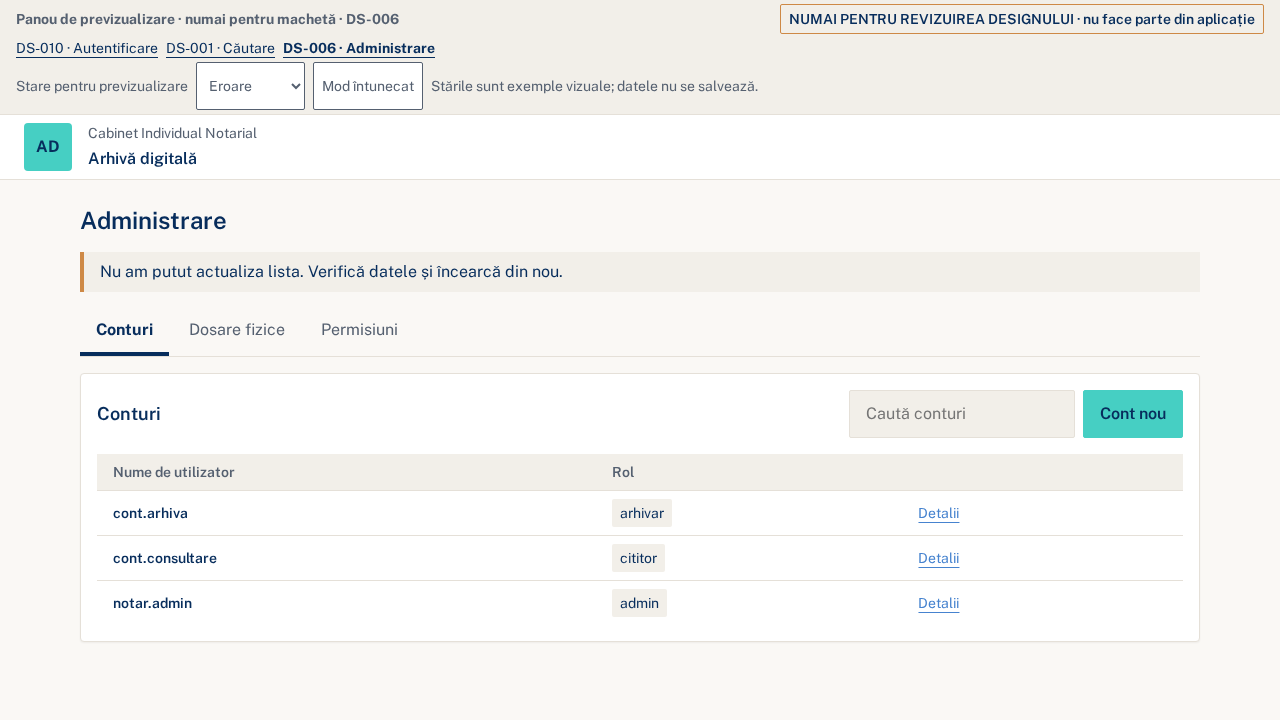 Panou de previzualizare · numai pentru machetă · DS-006
NUMAI PENTRU REVIZUIREA DESIGNULUI · nu face parte din aplicație
DS-010 · Autentificare DS-001 · Căutare DS-006 · Administrare
Stare pentru previzualizare Eroare Mod întunecat Stările sunt exemple vizuale; datele nu se salvează.
AD
Cabinet Individual Notarial
Arhivă digitală
Administrare
Nu am putut actualiza lista. Verifică datele și încearcă din nou.
Conturi Dosare fizice Permisiuni
Conturi Caută conturi Cont nou
Nume de utilizator Rol
cont.arhiva arhivar Detalii
cont.consultare cititor Detalii
notar.admin admin Detalii